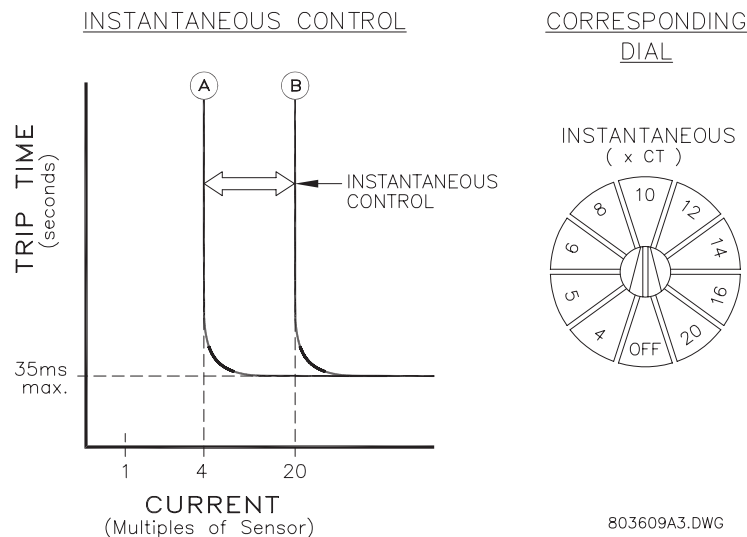 INSTANTANEOUS CONTROL
A
B
TRIP TIME
(seconds)
INSTANTANEOUS
CONTROL
35ms
max.
1
4
20
CURRENT
(Multiples of Sensor)
CORRESPONDING
DIAL
INSTANTANEOUS
( x CT )
OFF
4
5
6
8
10
12
14
16
20
803609A3.DWG